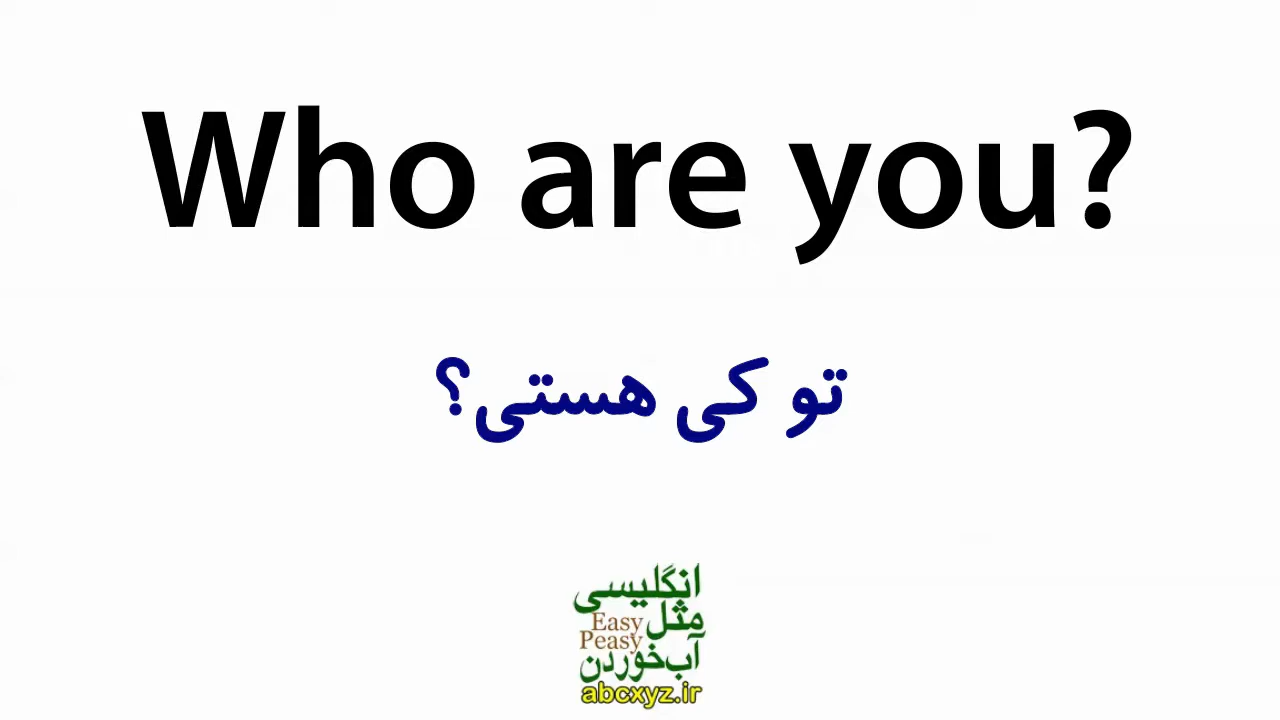 Who are you?
تو کی هستی؟
انگلیسی
مثل Easy
Peasy
آب‌خوردن
abcxyz.ir